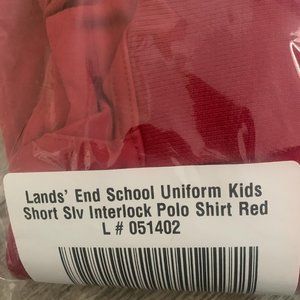 Lands' End School Uniform Kids
Short Slv Interlock Polo Shirt Red
L # 051402